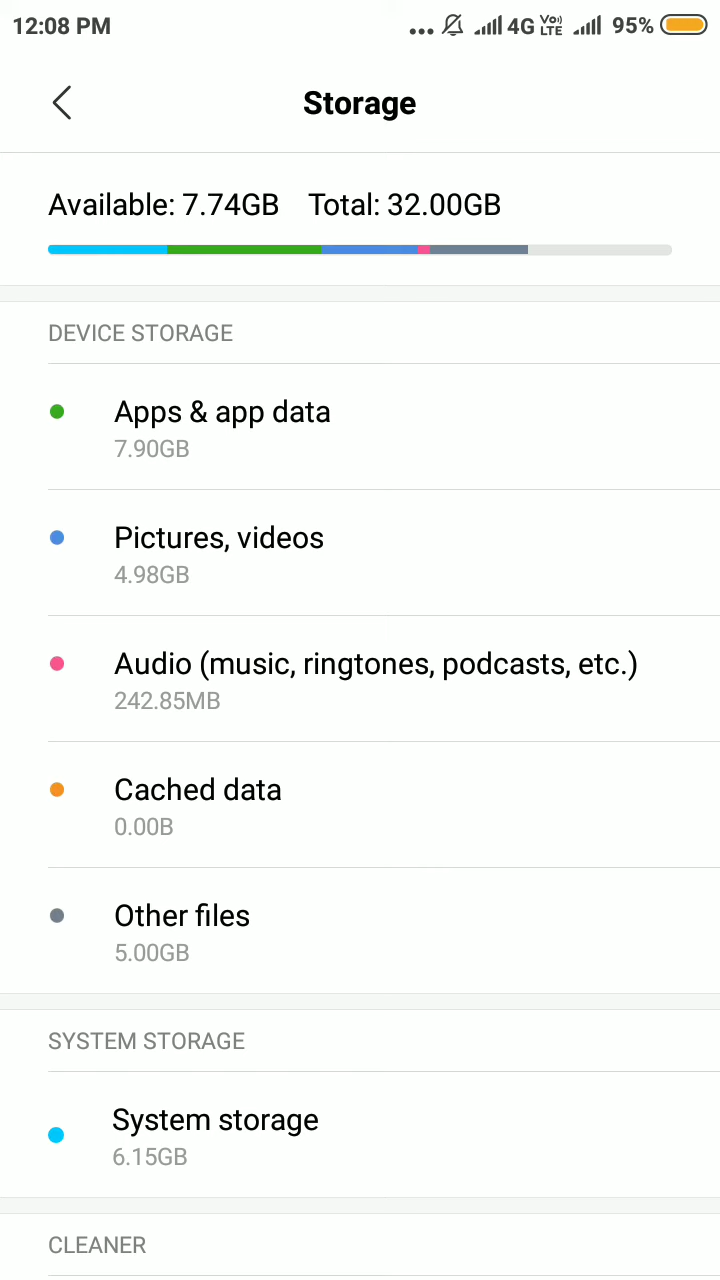 12:08 PM ... 4G VoLTE 95%
Storage
Available: 7.74GB Total: 32.00GB
DEVICE STORAGE
Apps & app data
7.90GB
Pictures, videos
4.98GB
Audio (music, ringtones, podcasts, etc.)
242.85MB
Cached data
0.00B
Other files
5.00GB
SYSTEM STORAGE
System storage
6.15GB
CLEANER